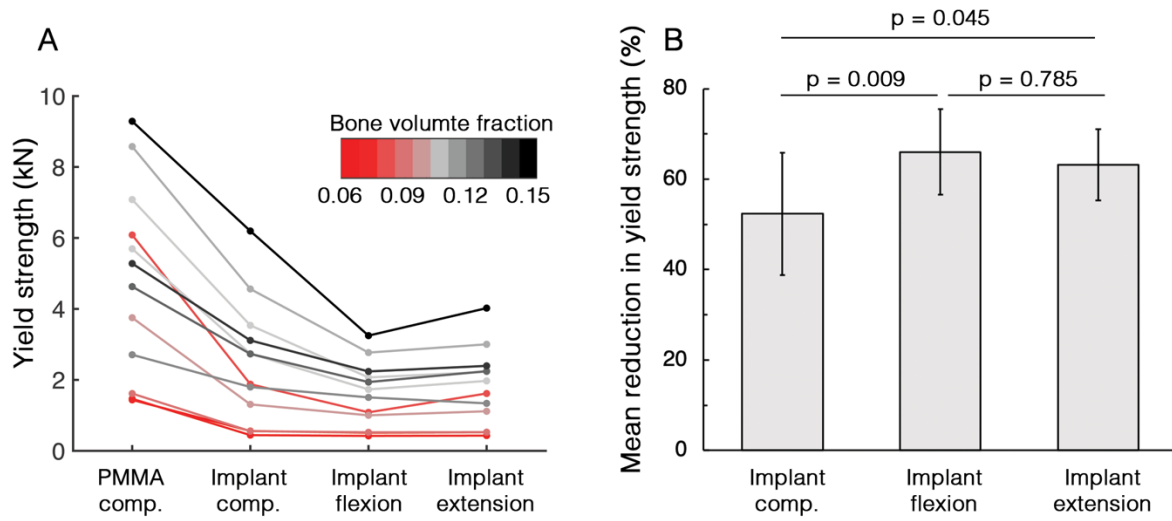 A
Yield strength (kN)
10
8
6
4
2
0
Bone volumte fraction
0.06 0.09 0.12 0.15
PMMA comp.
Implant comp.
Implant flexion
Implant extension
B
Mean reduction in yield strength (%)
80
60
40
20
0
p = 0.045
p = 0.009
p = 0.785
Implant comp.
Implant flexion
Implant extension